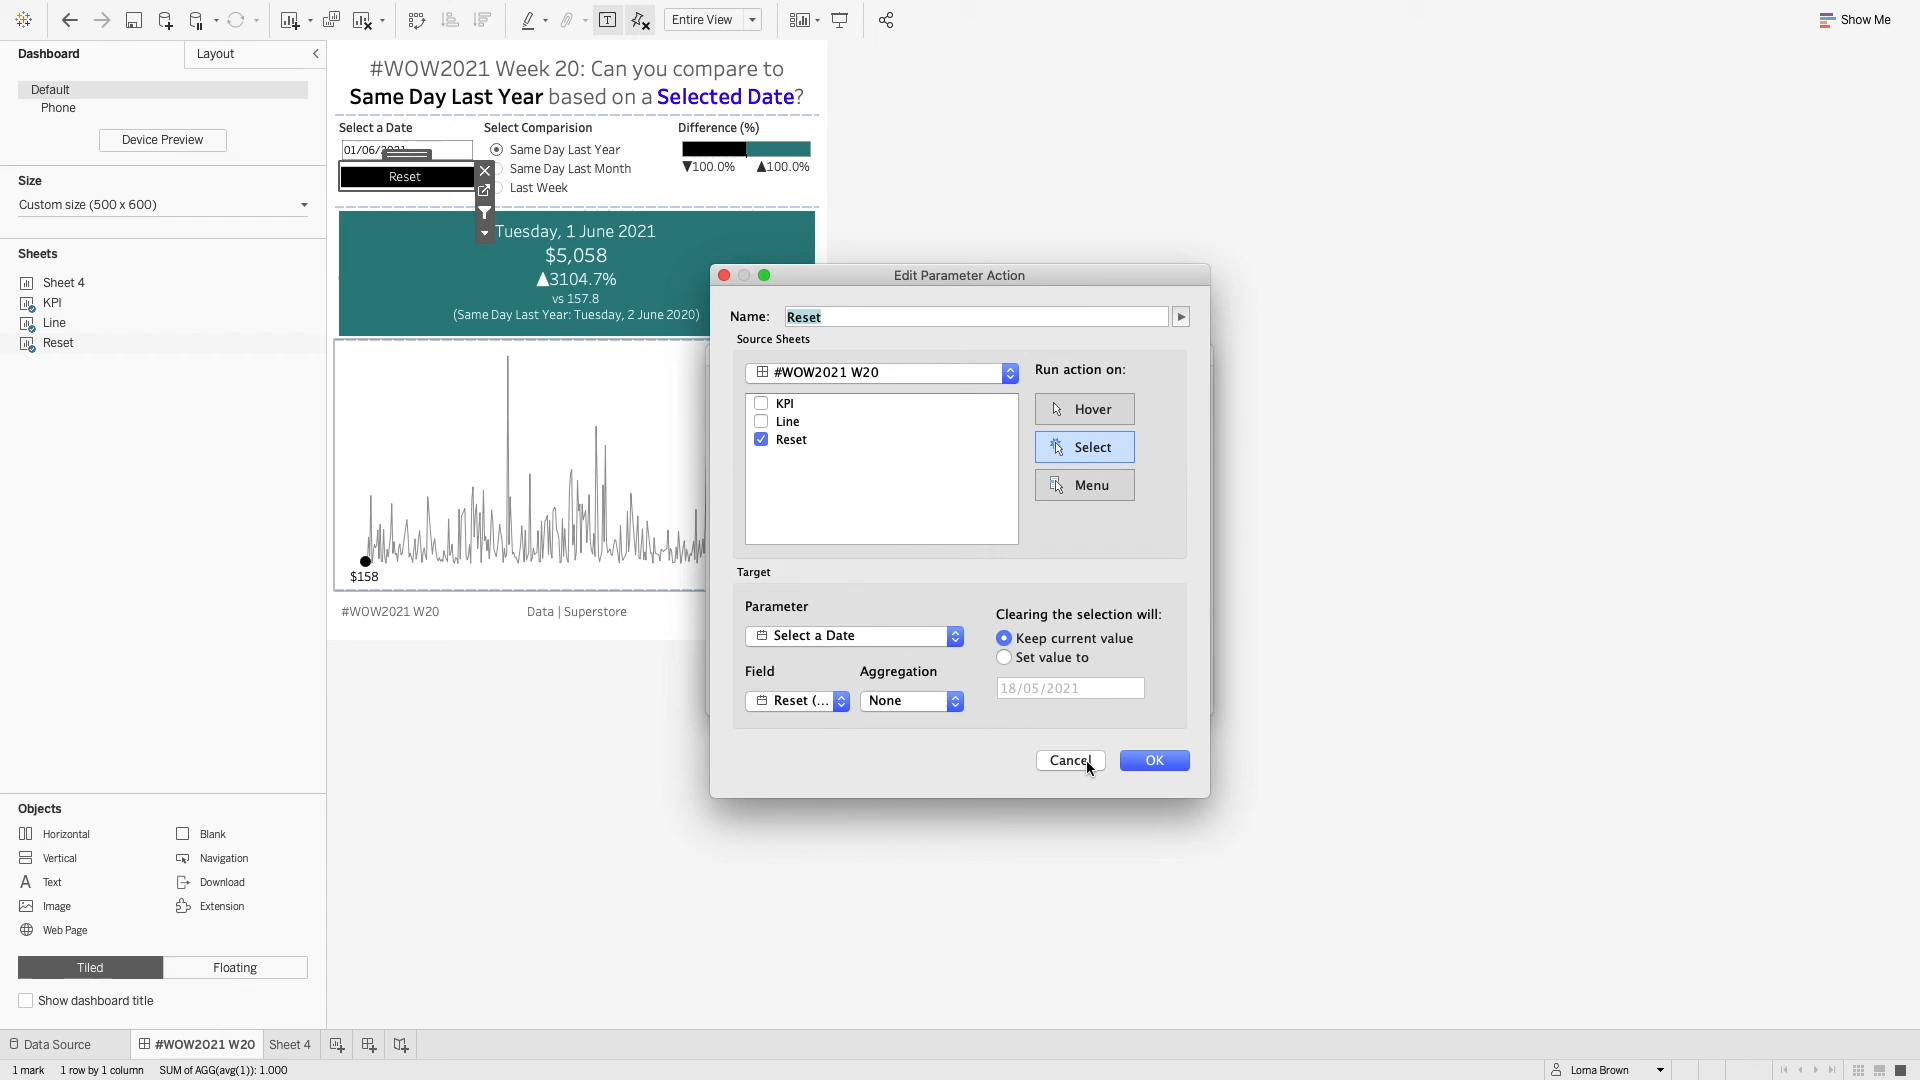 Entire View
Show Me
Dashboard
Layout
Default
Phone
Device Preview
Size
Custom size (500 x 600)
Sheets
Sheet 4
KPI
Line
Reset
Objects
Horizontal
Blank
Vertical
Navigation
Text
Download
Image
Extension
Web Page
Tiled
Floating
Show dashboard title
#WOW2021 Week 20: Can you compare to
Same Day Last Year based on a Selected Date?
Select a Date
Select Comparision
Difference (%)
01/06/2021
Same Day Last Year
Same Day Last Month
Last Week
Reset
▼100.0%
▲100.0%
Tuesday, 1 June 2021
$5,058
▲3104.7%
vs 157.8
(Same Day Last Year: Tuesday, 2 June 2020)
$158
#WOW2021 W20
Data | Superstore
Edit Parameter Action
Name:
Reset
Source Sheets
#WOW2021 W20
Run action on:
KPI
Line
Reset
Hover
Select
Menu
Target
Parameter
Select a Date
Field
Aggregation
Reset (...
None
Clearing the selection will:
Keep current value
Set value to
18/05/2021
Cancel
OK
Data Source
#WOW2021 W20
Sheet 4
1 mark
1 row by 1 column
SUM of AGG(avg(1)): 1.000
Lorna Brown